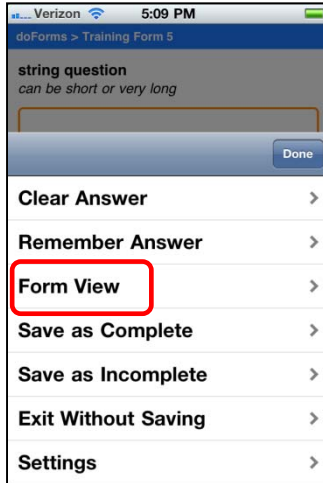 Verizon 5:09 PM
doForms > Training Form 5
string question
can be short or very long
Done
Clear Answer
Remember Answer
Form View
Save as Complete
Save as Incomplete
Exit Without Saving
Settings